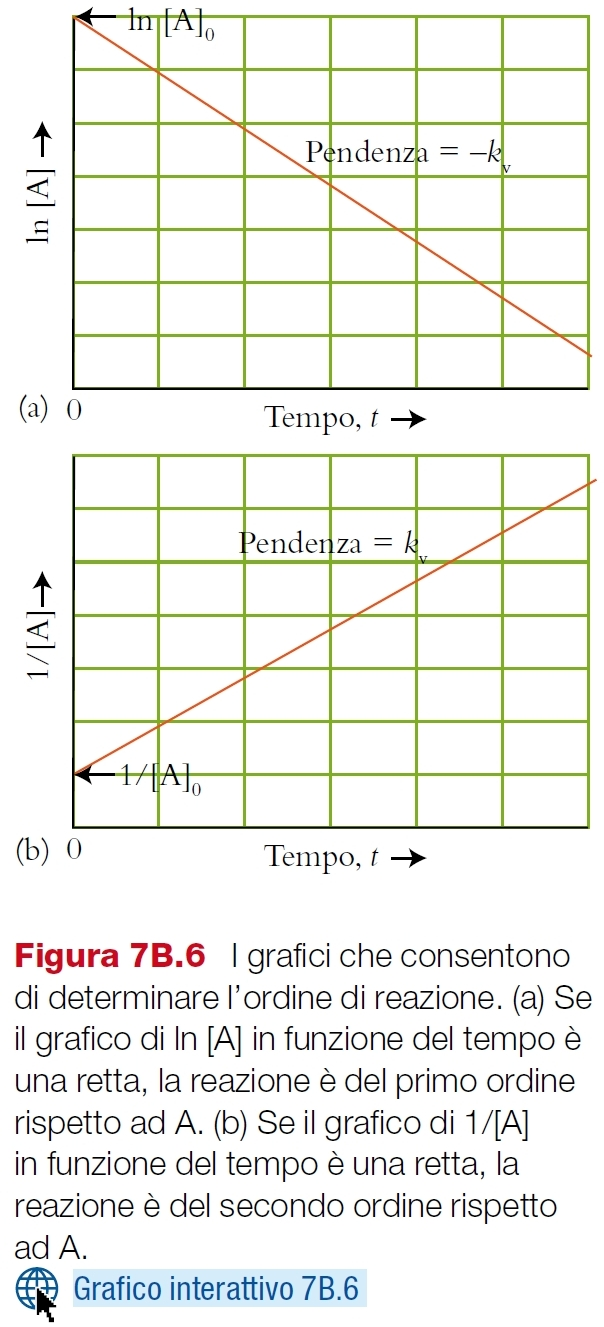 ln [A]₀
Pendenza = –kᵥ
ln [A] →
(a) 0
Tempo, t →
Pendenza = kᵥ
1/[A] →
1/[A]₀
(b) 0
Tempo, t →
Figura 7B.6 I grafici che consentono
di determinare l’ordine di reazione. (a) Se
il grafico di ln [A] in funzione del tempo è
una retta, la reazione è del primo ordine
rispetto ad A. (b) Se il grafico di 1/[A]
in funzione del tempo è una retta, la
reazione è del secondo ordine rispetto
ad A.
Grafico interattivo 7B.6